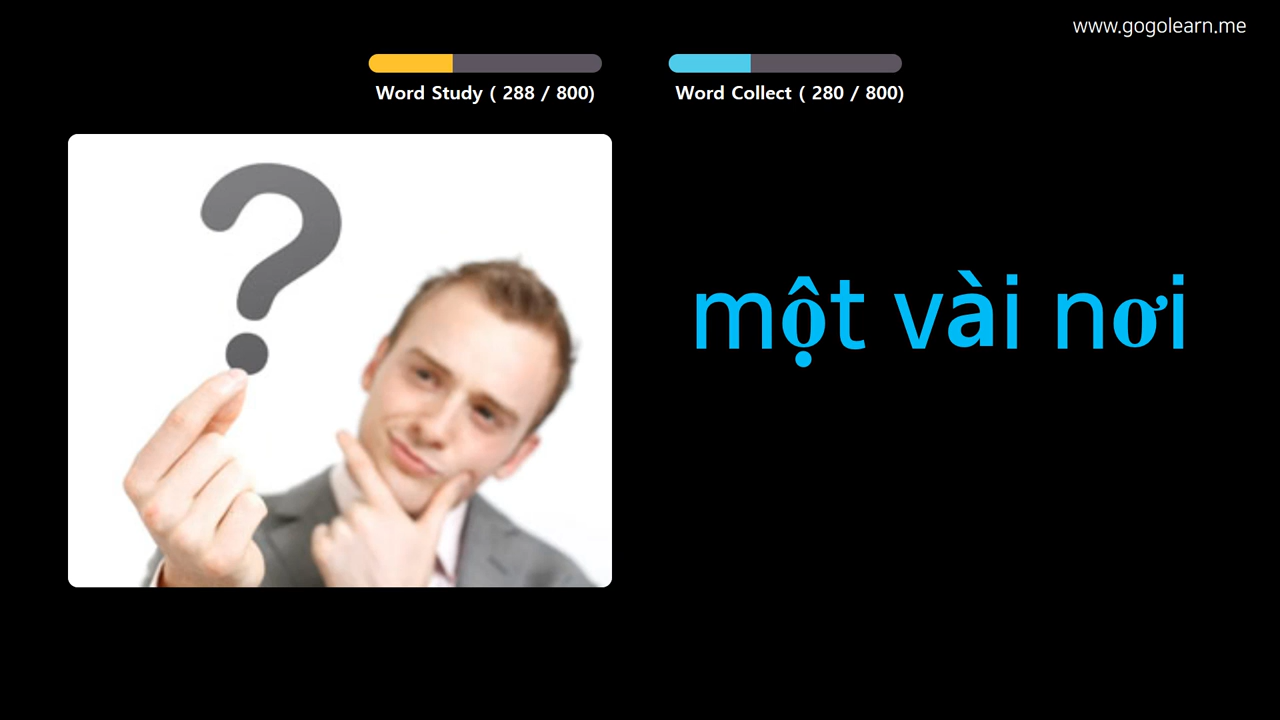 www.gogolearn.me
Word Study ( 288 / 800)
Word Collect ( 280 / 800)
?
một vài nơi